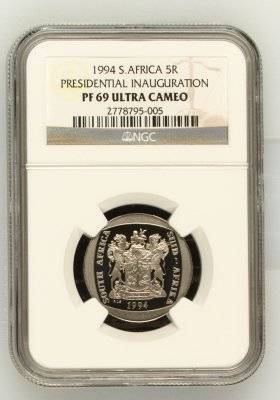 1994 S.AFRICA 5R
PRESIDENTIAL INAUGURATION
PF 69 ULTRA CAMEO
2778795-005
NGC
SOUTH AFRICA
SUID-AFRIKA
1994